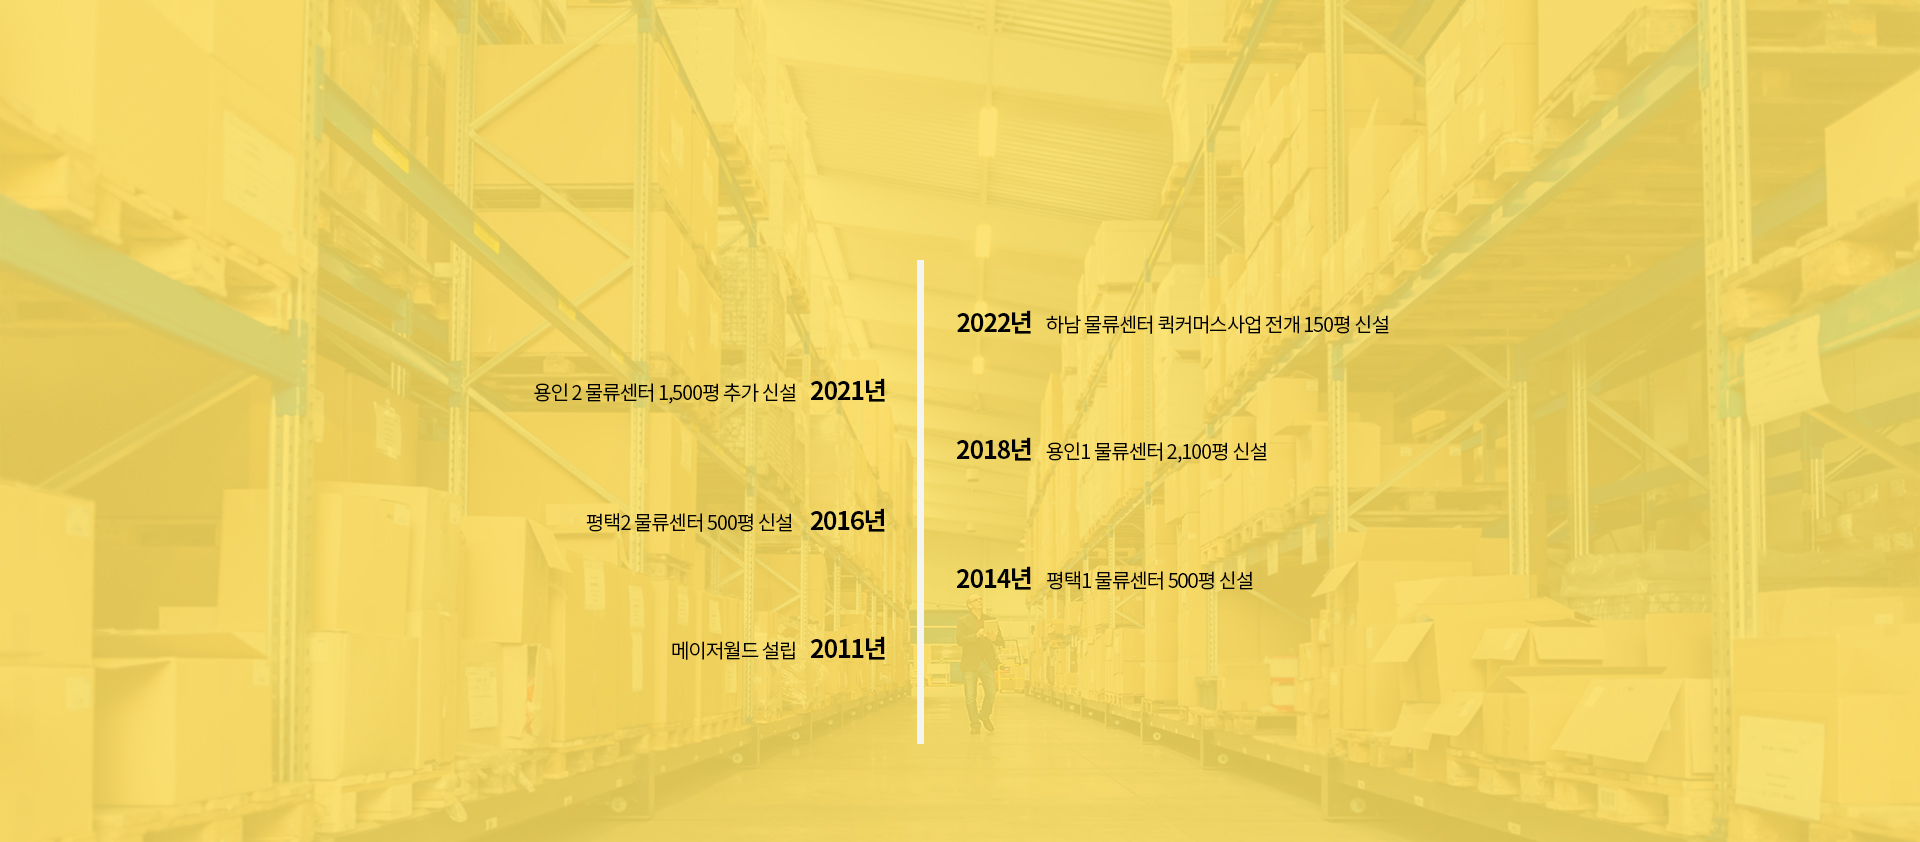 2022년 하남 물류센터 퀵커머스사업 전개 150평 신설
용인 2 물류센터 1,500평 추가 신설 2021년
2018년 용인1 물류센터 2,100평 신설
평택2 물류센터 500평 신설 2016년
2014년 평택1 물류센터 500평 신설
메이저월드 설립 2011년